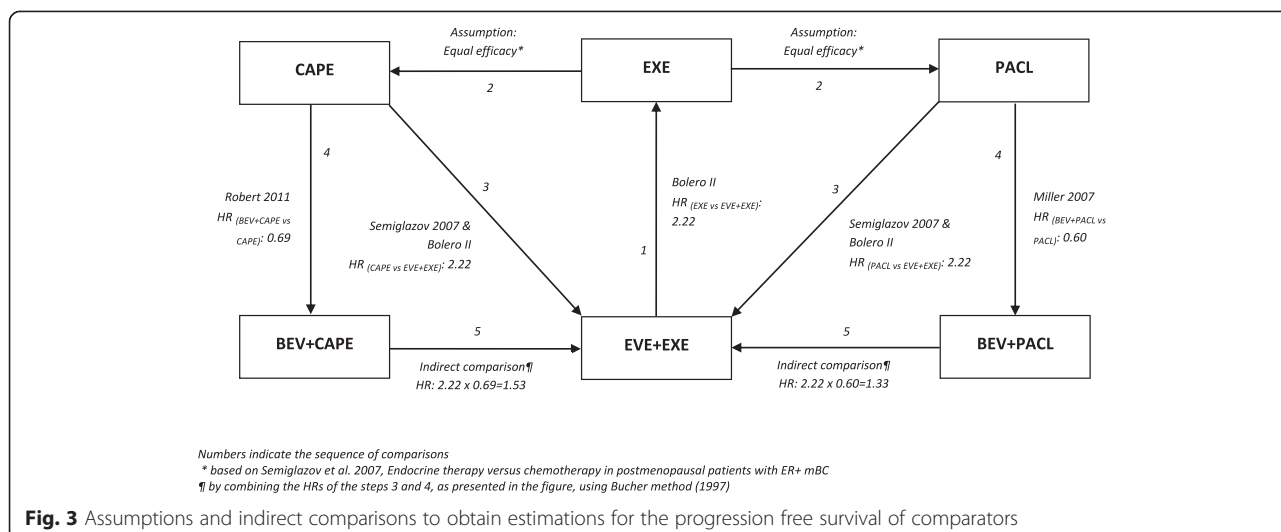 Assumption:
Equal efficacy*
Assumption:
Equal efficacy*
CAPE
EXE
PACL
2
2
4
4
3
3
Robert 2011
HR (BEV+CAPE vs
CAPE): 0.69
Semiglazov 2007 &
Bolero II
HR (CAPE vs EVE+EXE): 2.22
1
Bolero II
HR (EXE vs EVE+EXE):
2.22
Semiglazov 2007 &
Bolero II
HR (PACL vs EVE+EXE): 2.22
Miller 2007
HR (BEV+PACL vs
PACL): 0.60
BEV+CAPE
5
EVE+EXE
5
BEV+PACL
Indirect comparison¶
HR: 2.22 x 0.69=1.53
Indirect comparison¶
HR: 2.22 x 0.60=1.33
Numbers indicate the sequence of comparisons
* based on Semiglazov et al. 2007, Endocrine therapy versus chemotherapy in postmenopausal patients with ER+ mBC
¶ by combining the HRs of the steps 3 and 4, as presented in the figure, using Bucher method (1997)
Fig. 3 Assumptions and indirect comparisons to obtain estimations for the progression free survival of comparators